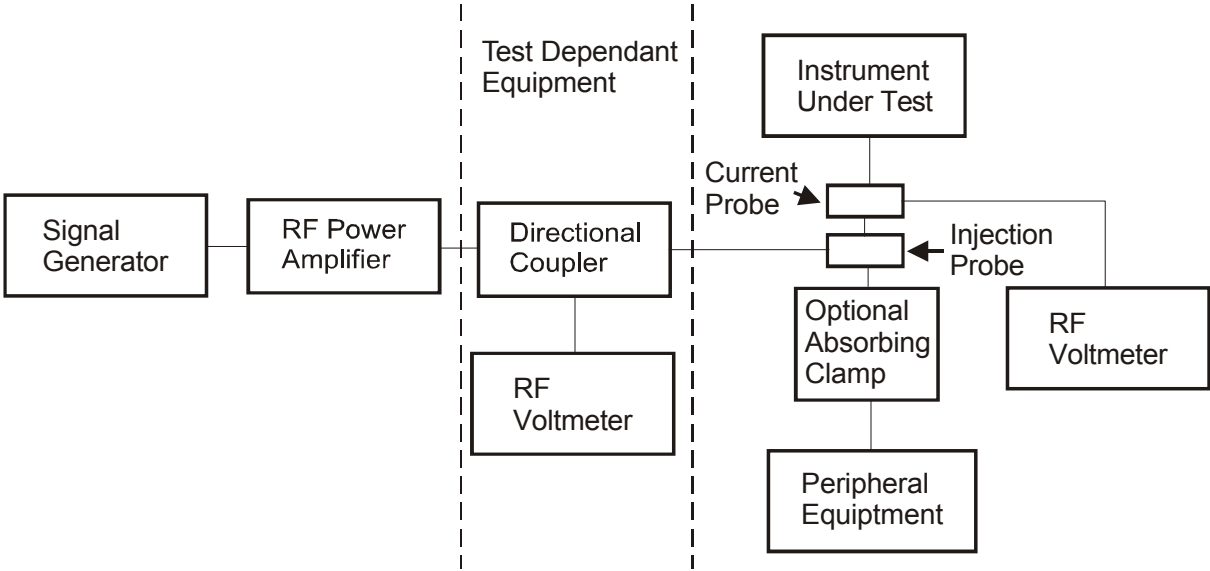 Test Dependant
Equipment
Instrument
Under Test
Current
Probe
Signal
Generator
RF Power
Amplifier
Directional
Coupler
Injection
Probe
Optional
Absorbing
Clamp
RF
Voltmeter
RF
Voltmeter
Peripheral
Equiptment